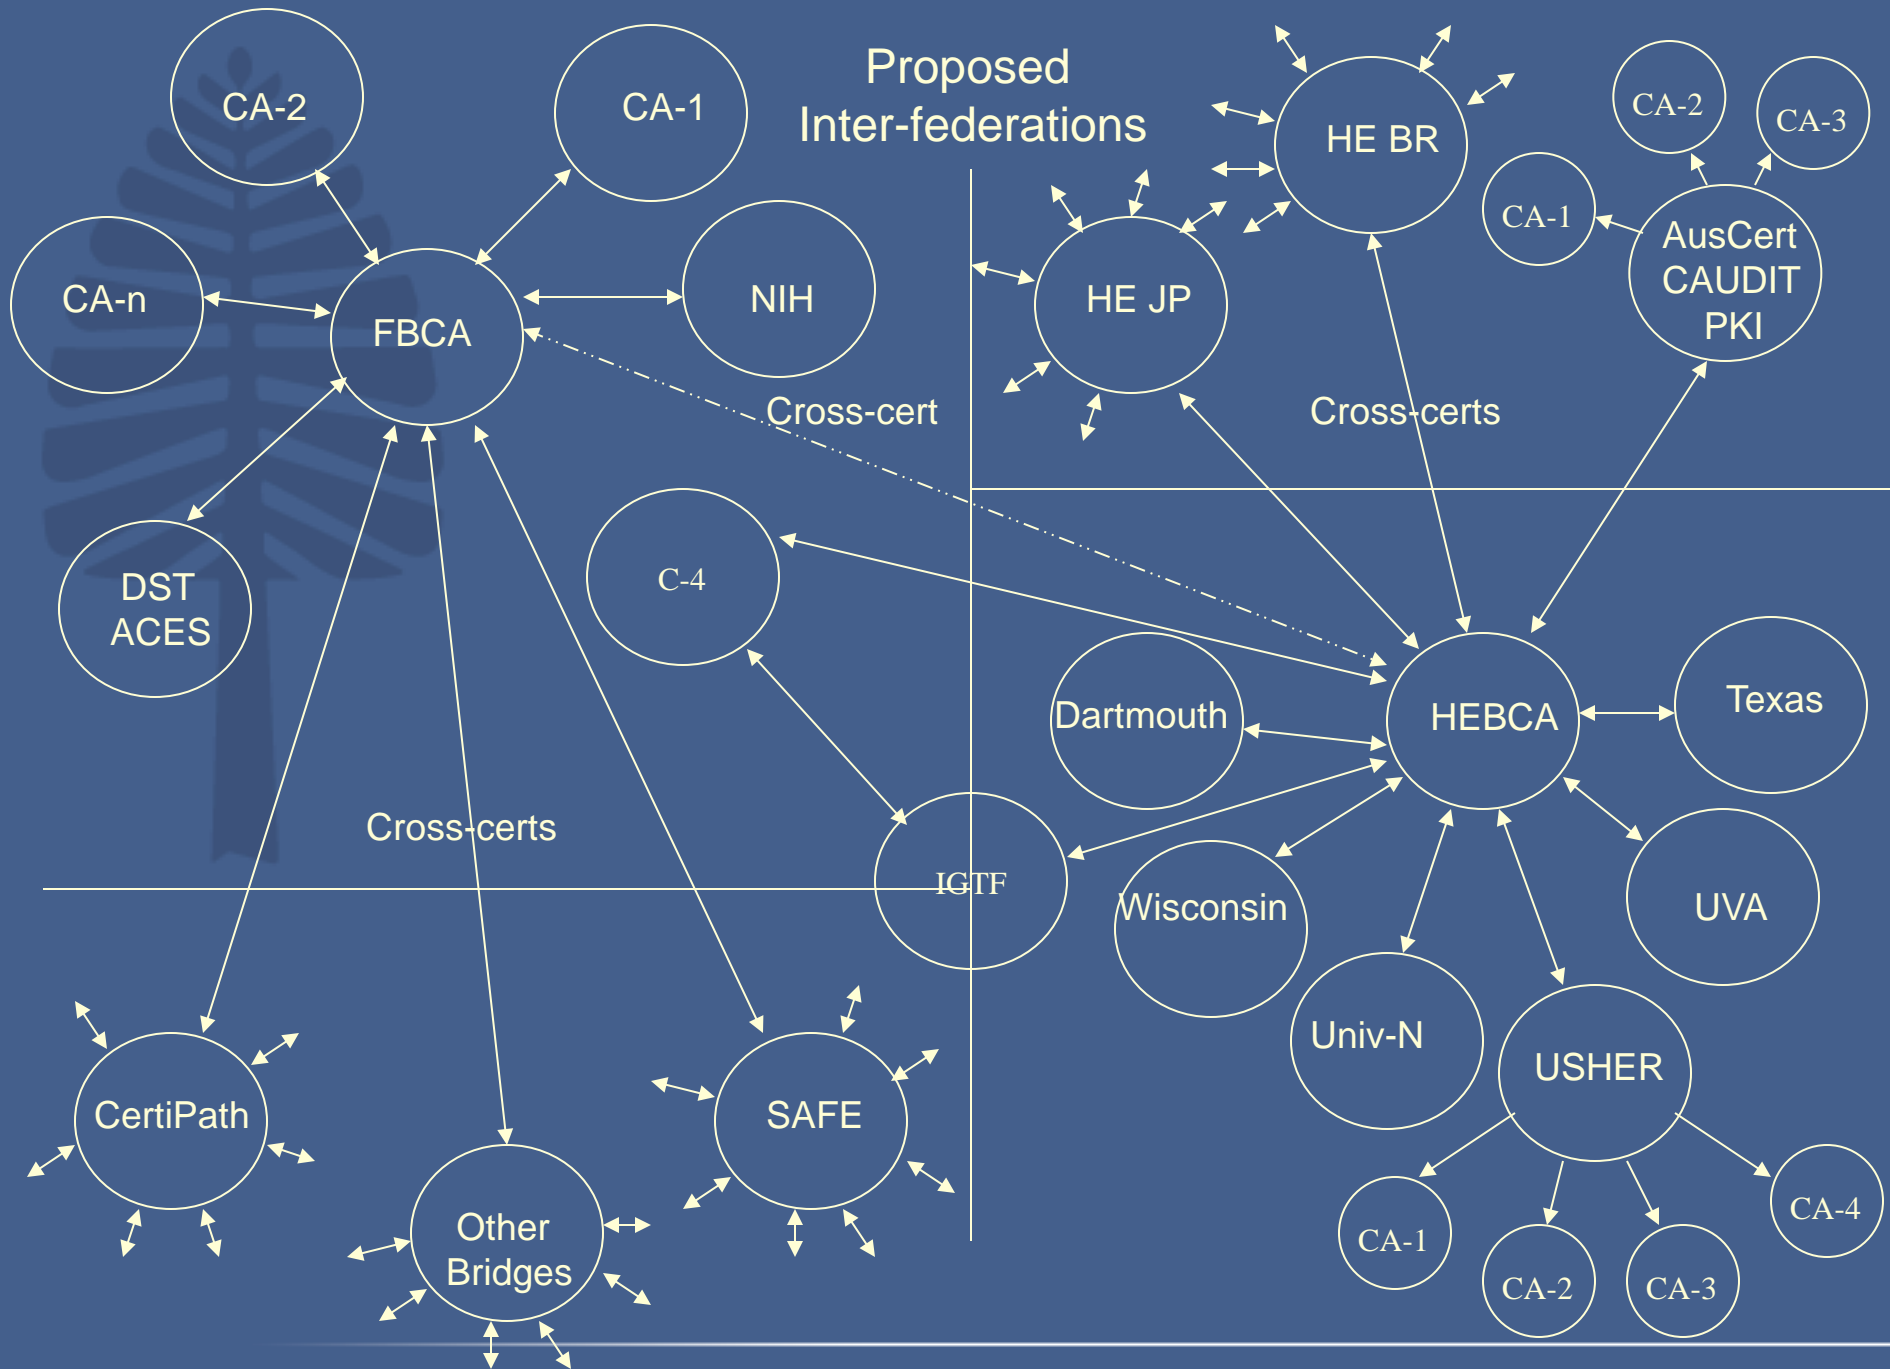 Proposed
Inter-federations
CA-2
CA-1
HE BR
CA-2
CA-3
CA-1
AusCert
CAUDIT
PKI
CA-n
FBCA
NIH
HE JP
Cross-cert
Cross-certs
DST
ACES
C-4
Dartmouth
HEBCA
Texas
Cross-certs
IGTF
Wisconsin
UVA
Univ-N
USHER
CertiPath
SAFE
Other
Bridges
CA-1
CA-2
CA-3
CA-4